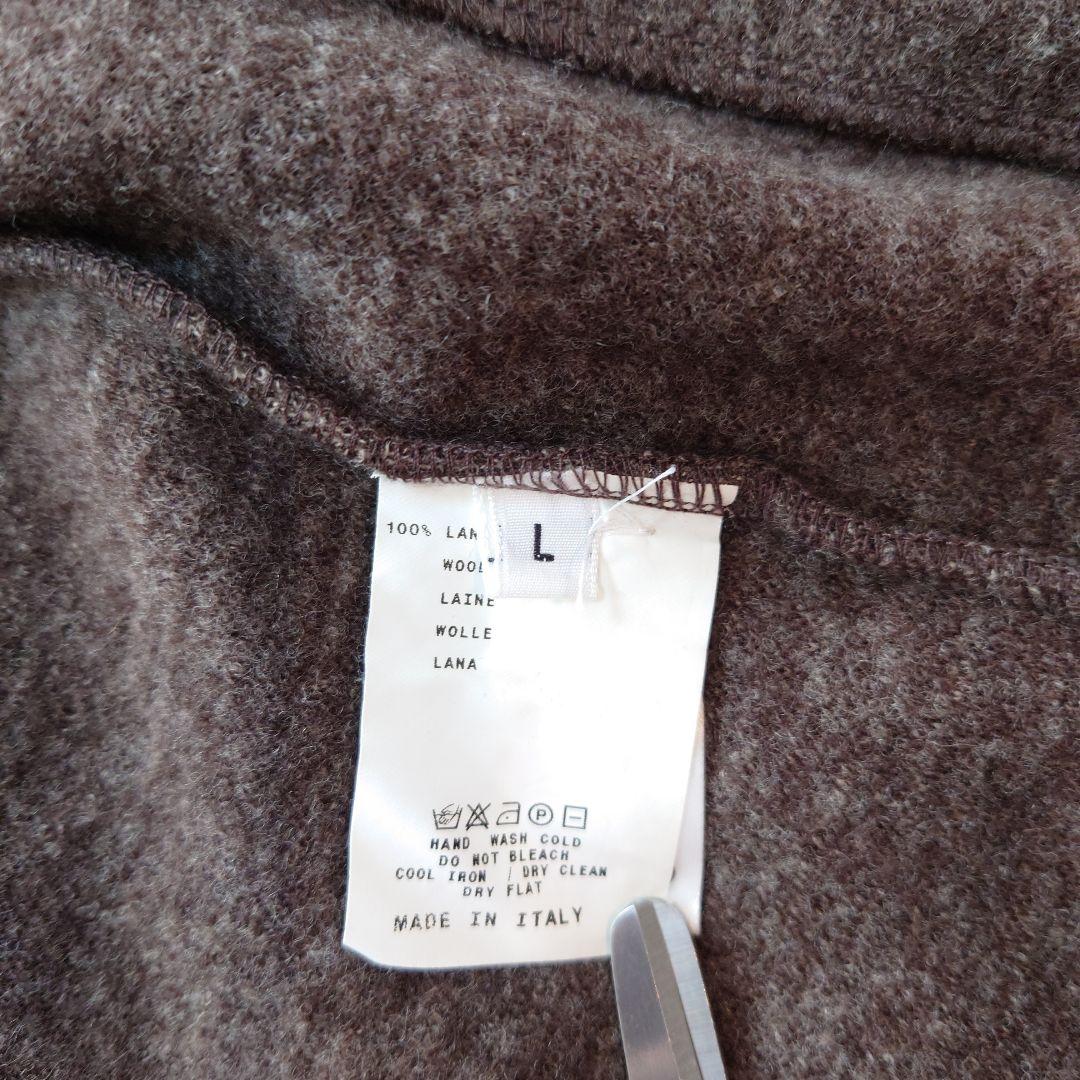 L
100% LAN
WOOL
LAINE
WOLLE
LANA
P
HAND WASH COLD
DO NOT BLEACH
COOL IRON / DRY CLEAN
DRY FLAT
MADE IN ITALY